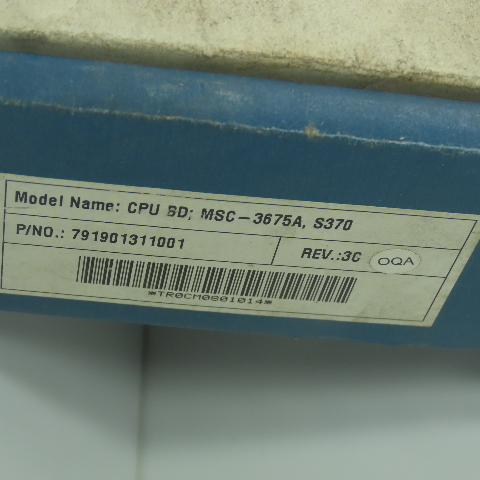 Model Name: CPU BD; MSC-3675A, S370
P/NO.: 791901311001 REV.:3C OQA
*TR0CM0801014*